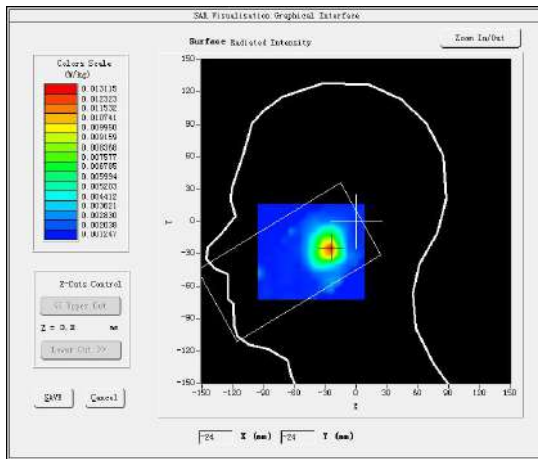 SAR Visualisation Graphical Interface
Surface Radiated Intensity
Zoom In/Out
Colors Scale
(W/kg)
0.013115
0.012323
0.011532
0.010741
0.009950
0.009159
0.008368
0.007577
0.006785
0.005994
0.005203
0.004412
0.003621
0.002830
0.002038
0.001247
150
120
90
60
30
0
-30
-60
-90
-120
-150
Y
-150 -120 -90 -60 -30 0 30 60 90 120 150
X
Z-Cuts Control
<< Upper Cut
Z = 0.2 mm
Lower Cut >>
SAVE Cancel
-24 X (mm) -24 Y (mm)